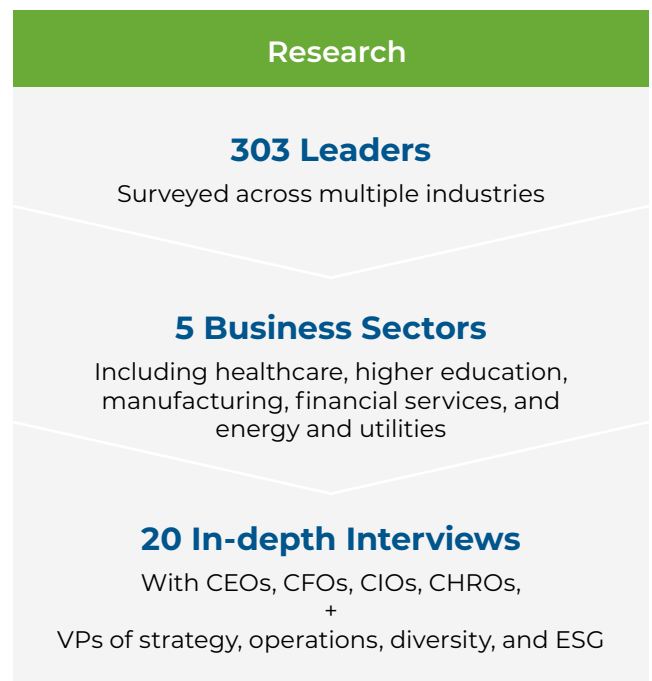 Research
303 Leaders
Surveyed across multiple industries
5 Business Sectors
Including healthcare, higher education,
manufacturing, financial services, and
energy and utilities
20 In-depth Interviews
With CEOs, CFOs, CIOs, CHROs,
+
VPs of strategy, operations, diversity, and ESG